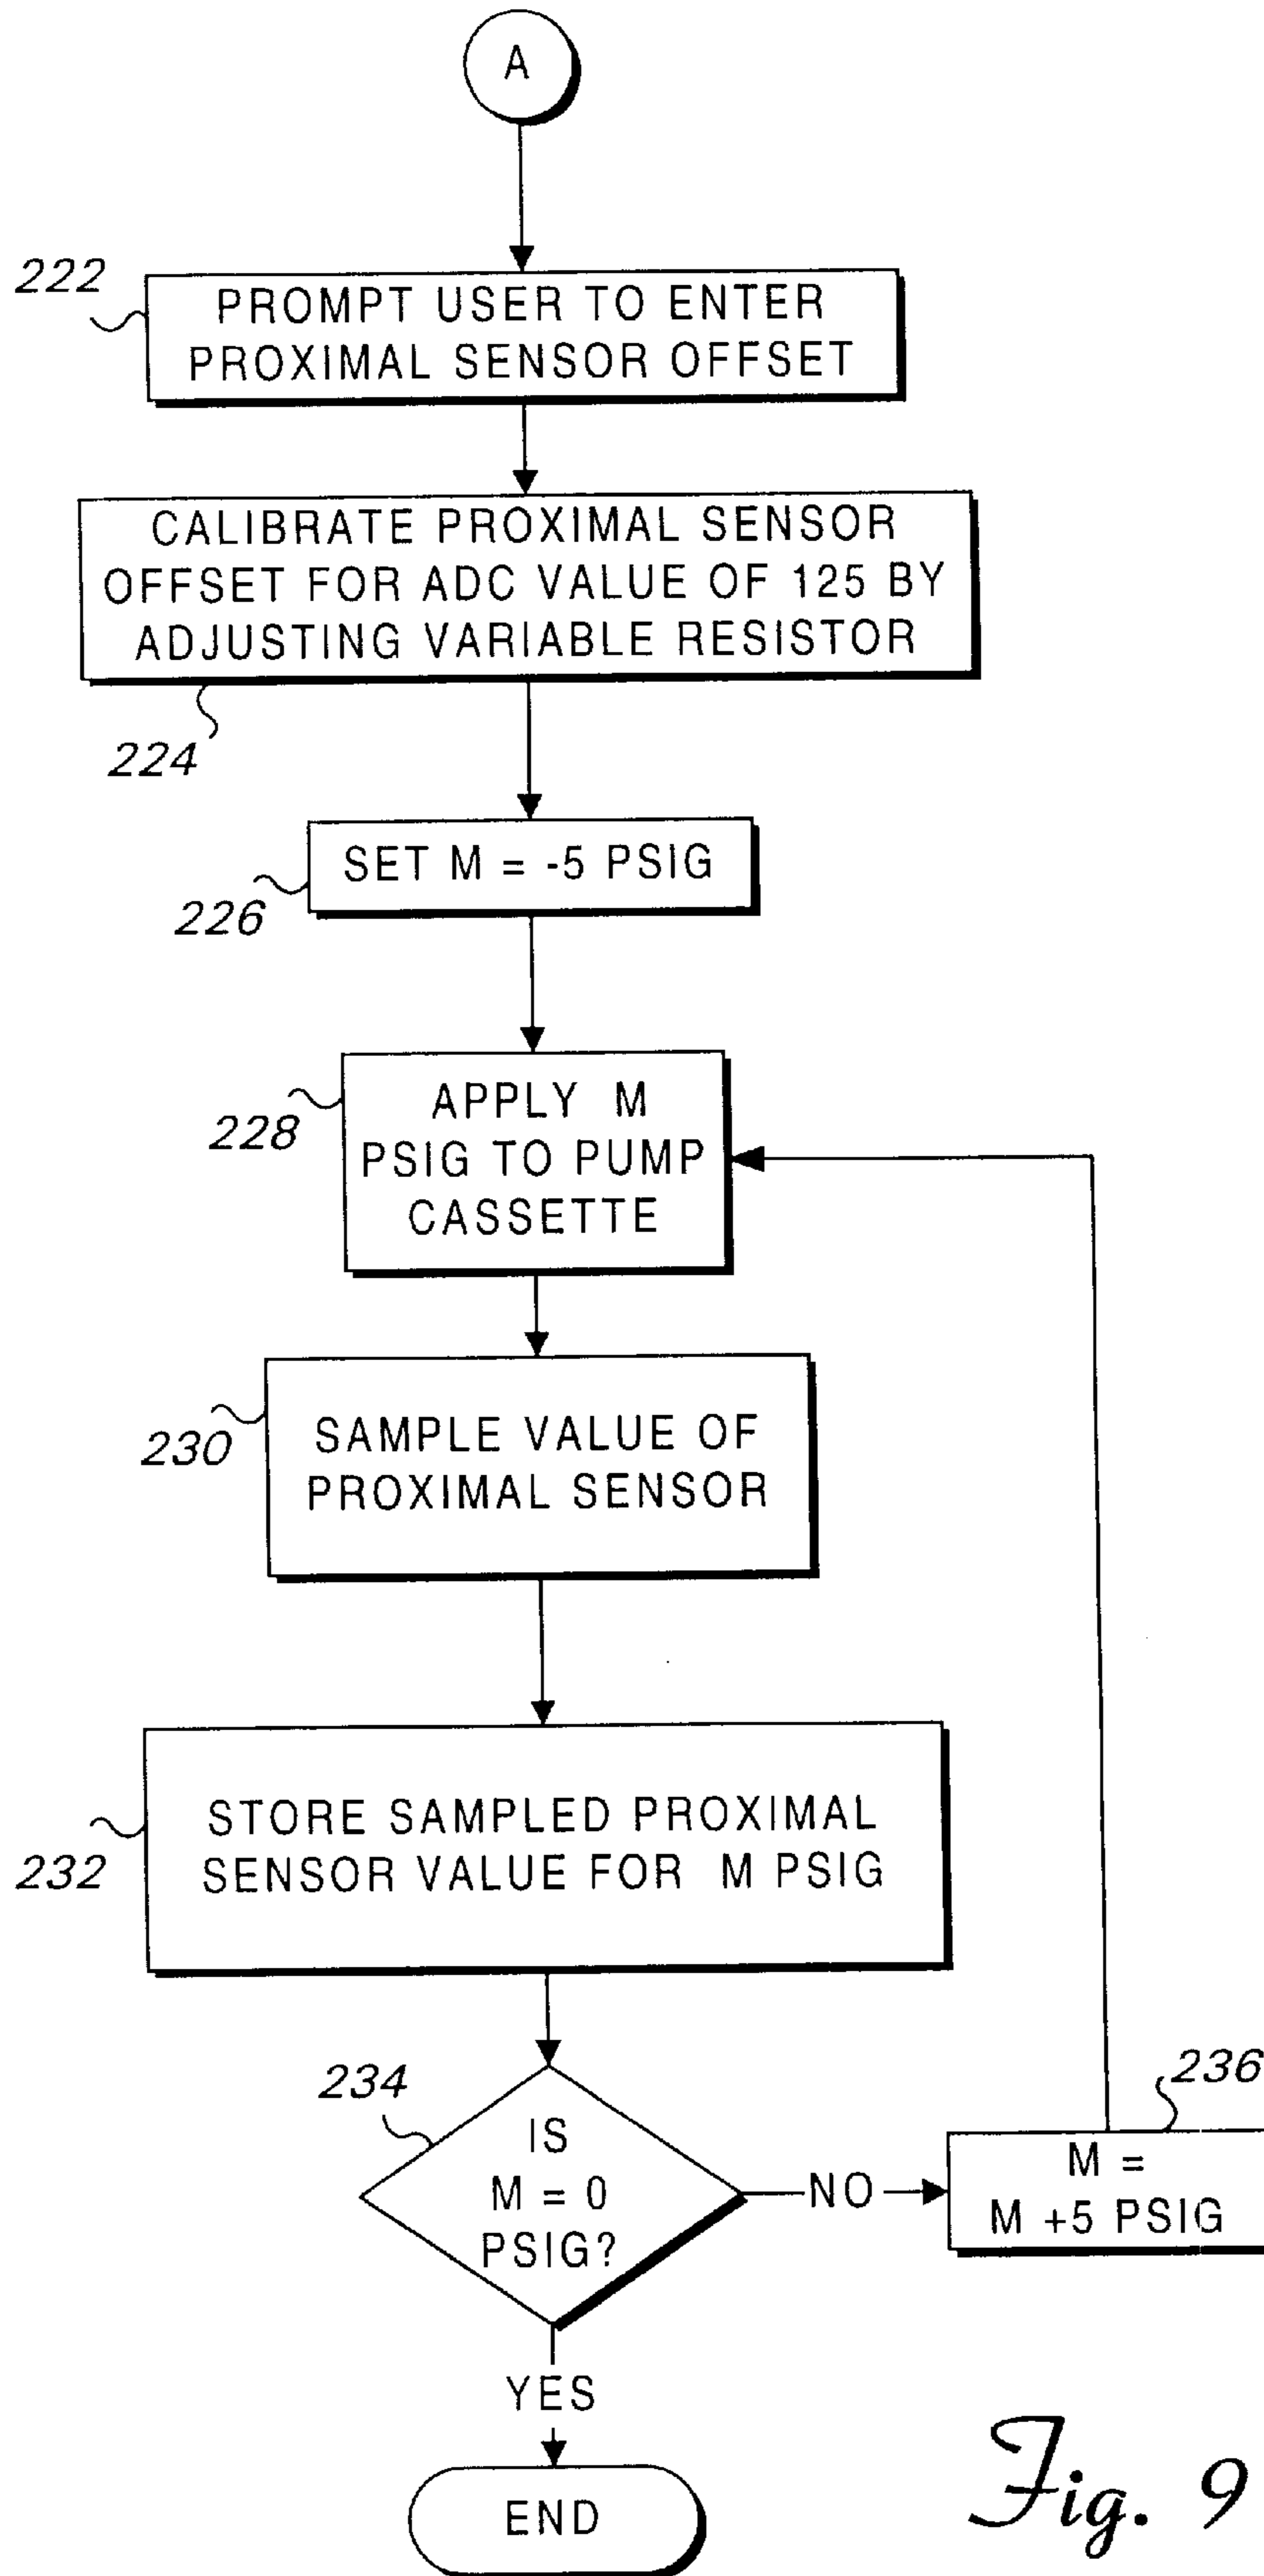 A
222
PROMPT USER TO ENTER
PROXIMAL SENSOR OFFSET
CALIBRATE PROXIMAL SENSOR
OFFSET FOR ADC VALUE OF 125 BY
ADJUSTING VARIABLE RESISTOR
224
SET M = -5 PSIG
226
APPLY M
PSIG TO PUMP
CASSETTE
228
SAMPLE VALUE OF
PROXIMAL SENSOR
230
STORE SAMPLED PROXIMAL
SENSOR VALUE FOR M PSIG
232
234
IS
M = 0
PSIG?
NO
236
M =
M +5 PSIG
YES
END
Fig. 9